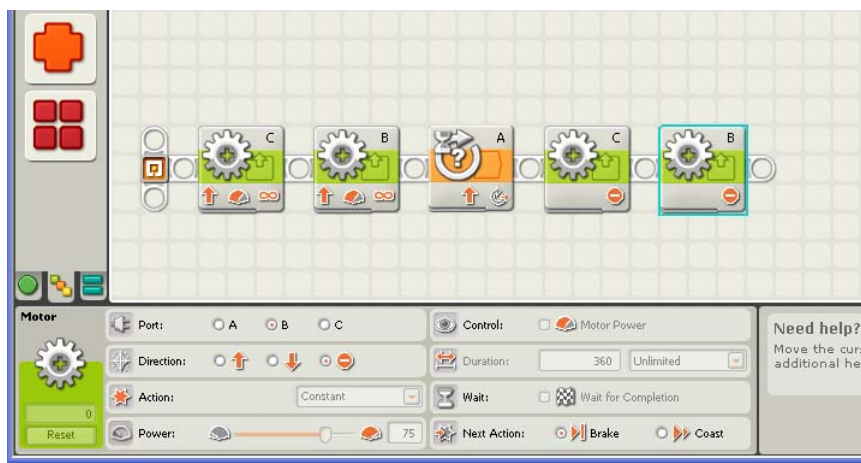 C B A C B
Motor
0
Reset
Port: A B C
Direction:
Action: Constant
Power: 75
Control: Motor Power
Duration: 360 Unlimited
Wait: Wait for Completion
Next Action: Brake Coast
Need help?
Move the cur
additional he